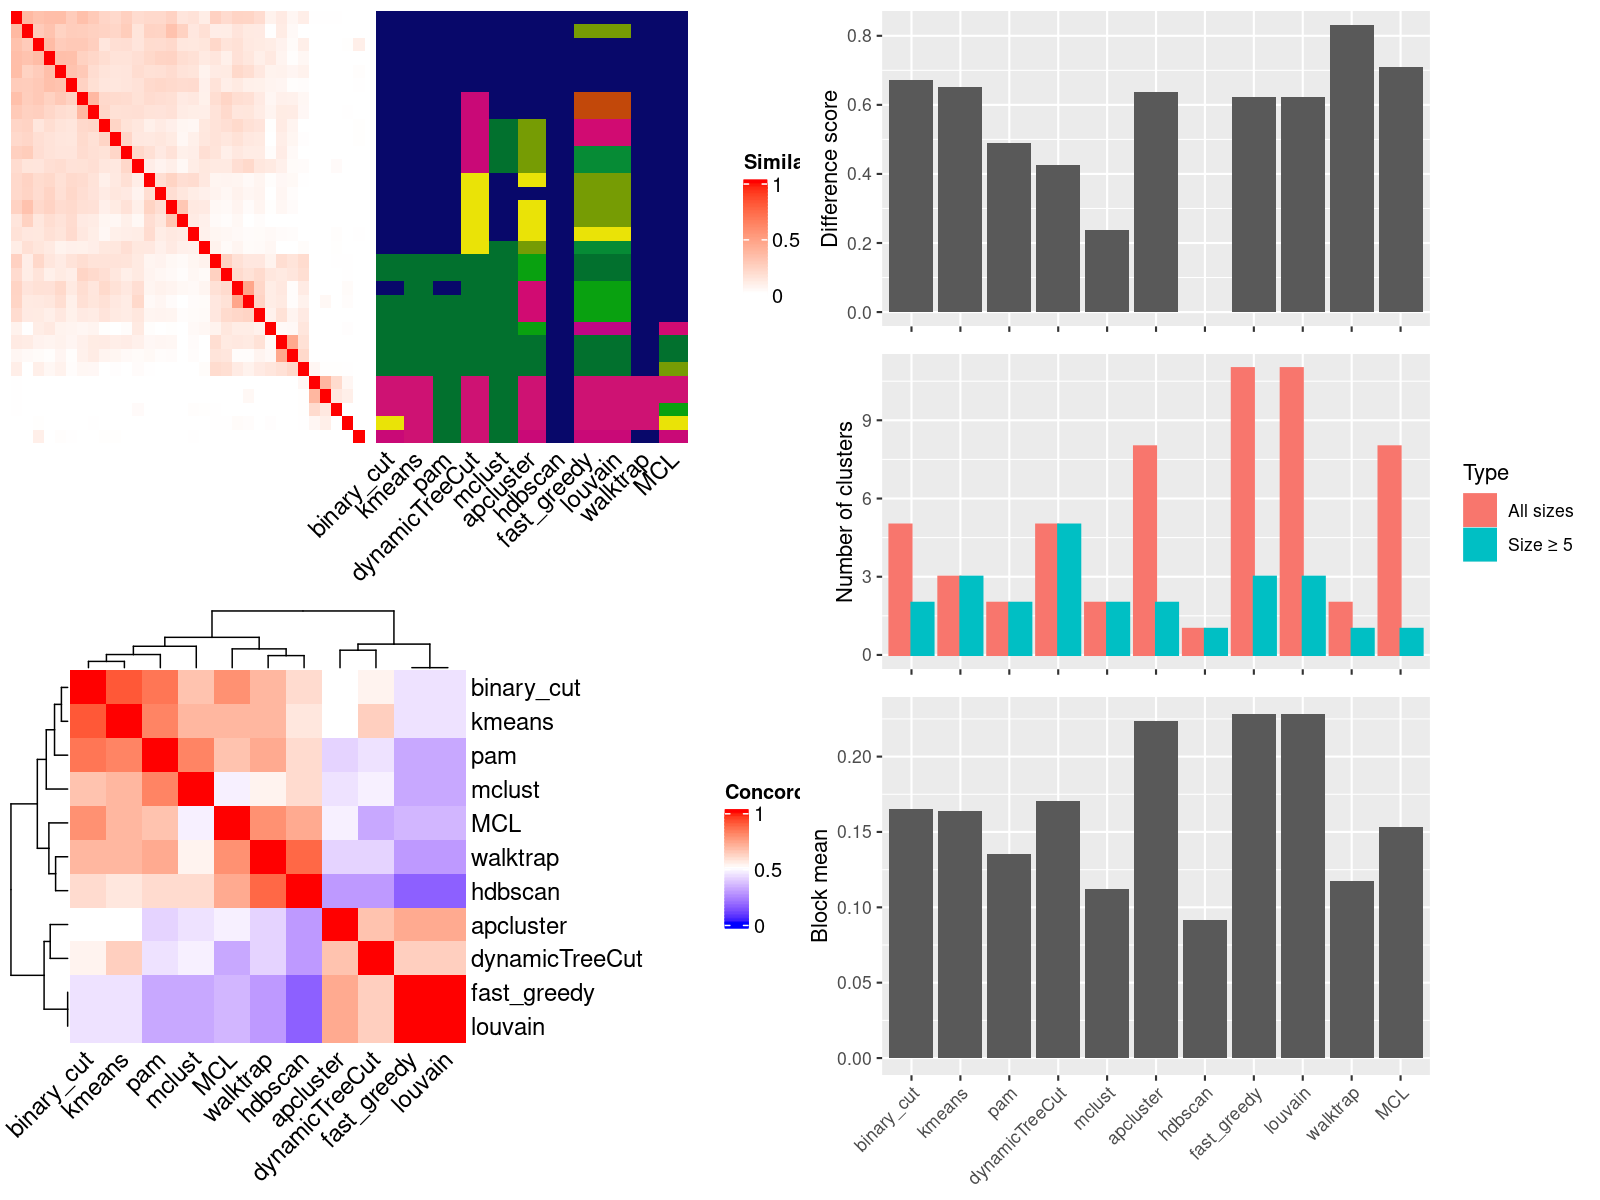 Simila
1
0.5
0
binary_cut
kmeans
pam
dynamicTreeCut
mclust
apcluster
hdbscan
fast_greedy
louvain
walktrap
MCL
Difference score
0.8
0.6
0.4
0.2
0.0
Number of clusters
9
6
3
0
Type
All sizes
Size ≥ 5
binary_cut
kmeans
pam
mclust
MCL
walktrap
hdbscan
apcluster
dynamicTreeCut
fast_greedy
louvain
binary_cut
kmeans
pam
mclust
MCL
walktrap
hdbscan
apcluster
dynamicTreeCut
fast_greedy
louvain
Concord
1
0.5
0
Block mean
0.20
0.15
0.10
0.05
0.00
binary_cut
kmeans
pam
dynamicTreeCut
mclust
apcluster
hdbscan
fast_greedy
louvain
walktrap
MCL